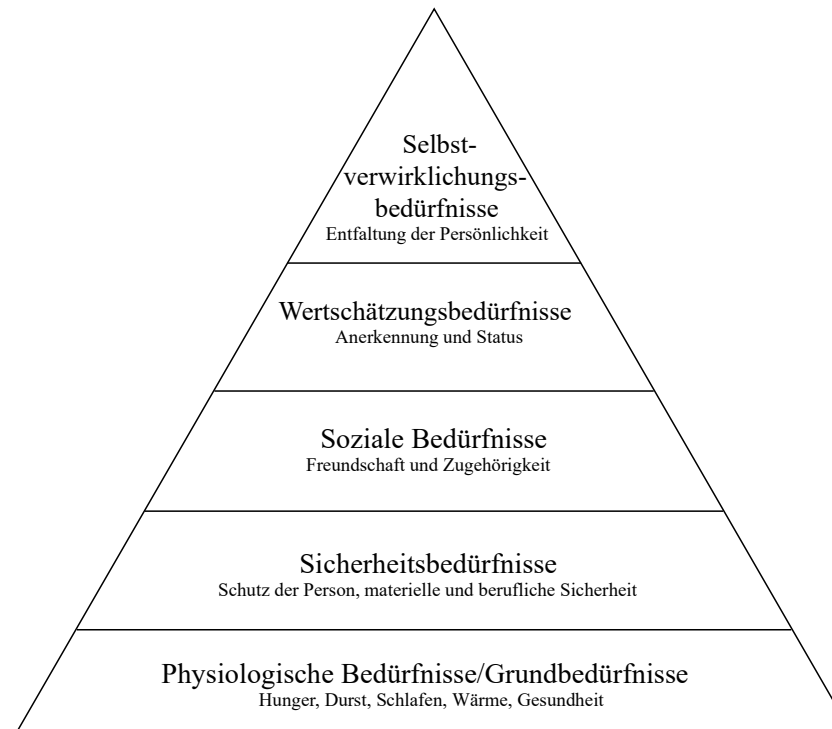 Selbst-
verwirklichungs-
bedürfnisse
Entfaltung der Persönlichkeit
Wertschätzungsbedürfnisse
Anerkennung und Status
Soziale Bedürfnisse
Freundschaft und Zugehörigkeit
Sicherheitsbedürfnisse
Schutz der Person, materielle und berufliche Sicherheit
Physiologische Bedürfnisse/Grundbedürfnisse
Hunger, Durst, Schlafen, Wärme, Gesundheit